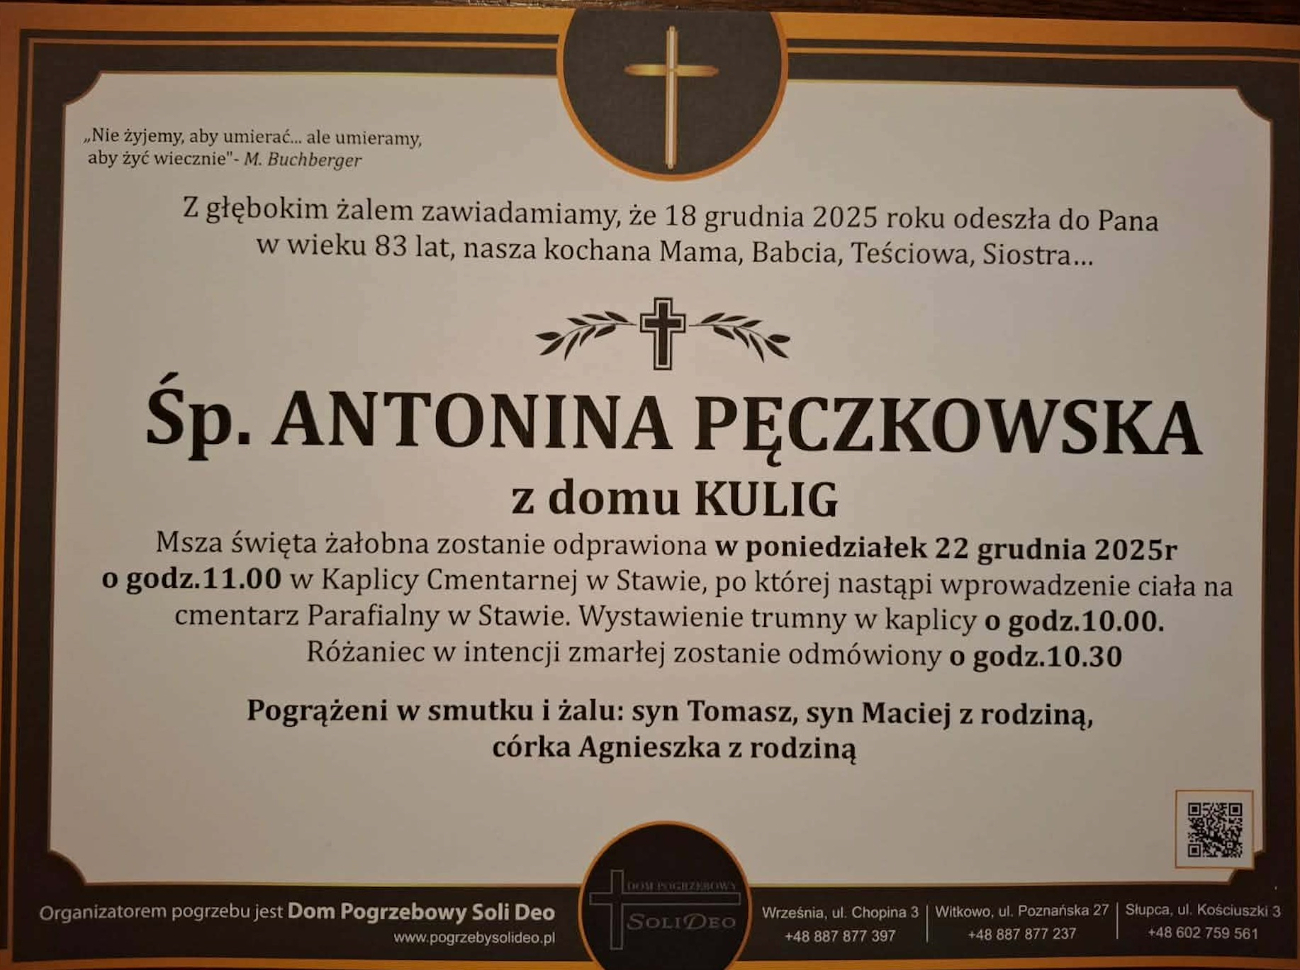 „Nie żyjemy, aby umierać... ale umieramy,
aby żyć wiecznie"- M. Buchberger
Z głębokim żalem zawiadamiamy, że 18 grudnia 2025 roku odeszła do Pana
w wieku 83 lat, nasza kochana Mama, Babcia, Teściowa, Siostra...
Śp. ANTONINA PĘCZKOWSKA
z domu KULIG
Msza święta żałobna zostanie odprawiona w poniedziałek 22 grudnia 2025r
o godz.11.00 w Kaplicy Cmentarnej w Stawie, po której nastąpi wprowadzenie ciała na
cmentarz Parafialny w Stawie. Wystawienie trumny w kaplicy o godz.10.00.
Różaniec w intencji zmarłej zostanie odmówiony o godz.10.30
Pogrążeni w smutku i żalu: syn Tomasz, syn Maciej z rodziną,
córka Agnieszka z rodziną
Organizatorem pogrzebu jest Dom Pogrzebowy Soli Deo
www.pogrzebysolideo.pl
DOM POGRZEBOWY
SOLI DEO
Września, ul. Chopina 3
+48 887 877 397
Witkowo, ul. Poznańska 27
+48 887 877 237
Słupca, ul. Kościuszki 3
+48 602 759 561